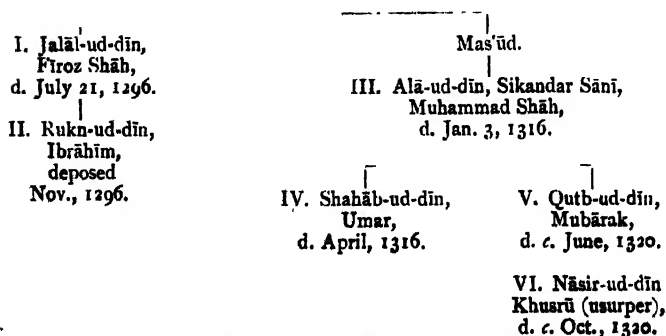 I. Jalāl-ud-dīn,
Fīroz Shāh,
d. July 21, 1296.
II. Rukn-ud-dīn,
Ibrāhīm,
deposed
Nov., 1296.
Mas'ūd.
III. Alā-ud-dīn, Sikandar Sānī,
Muhammad Shāh,
d. Jan. 3, 1316.
IV. Shahāb-ud-dīn,
Umar,
d. April, 1316.
V. Qutb-ud-dīn,
Mubārak,
d. c. June, 1320.
VI. Nāsir-ud-dīn
Khusrū (usurper),
d. c. Oct., 1320.